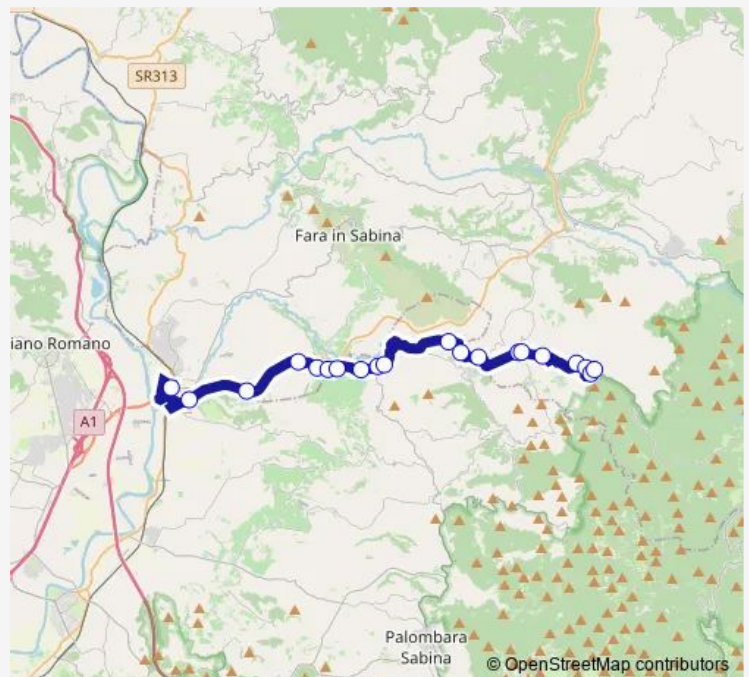 SR313
Fara in Sabina
iano Romano
A1
Palombara
Sabina
© OpenStreetMap contributors